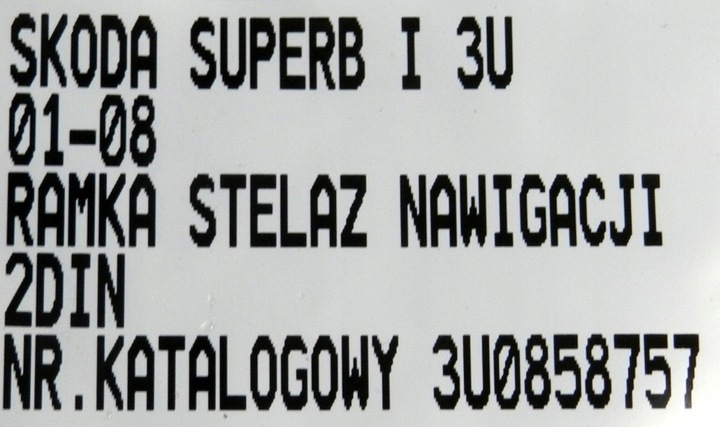 SKODA SUPERB I 3U
01-08
RAMKA STELAZ NAWIGACJI
2DIN
NR.KATALOGOWY 3U0858757